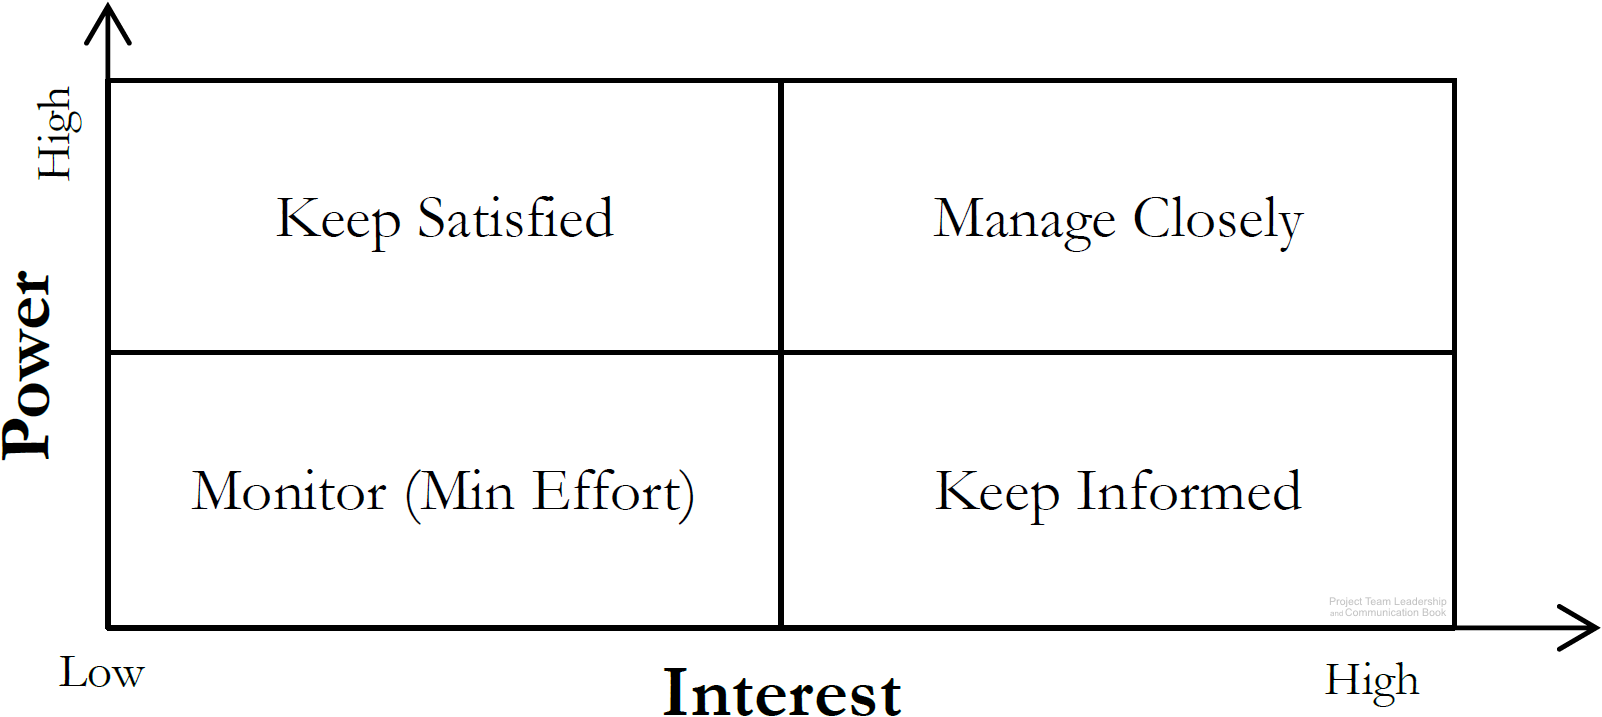 High
Keep Satisfied
Manage Closely
Power
Monitor (Min Effort)
Keep Informed
Project Team Leadership
and Communication Book
Low
Interest
High